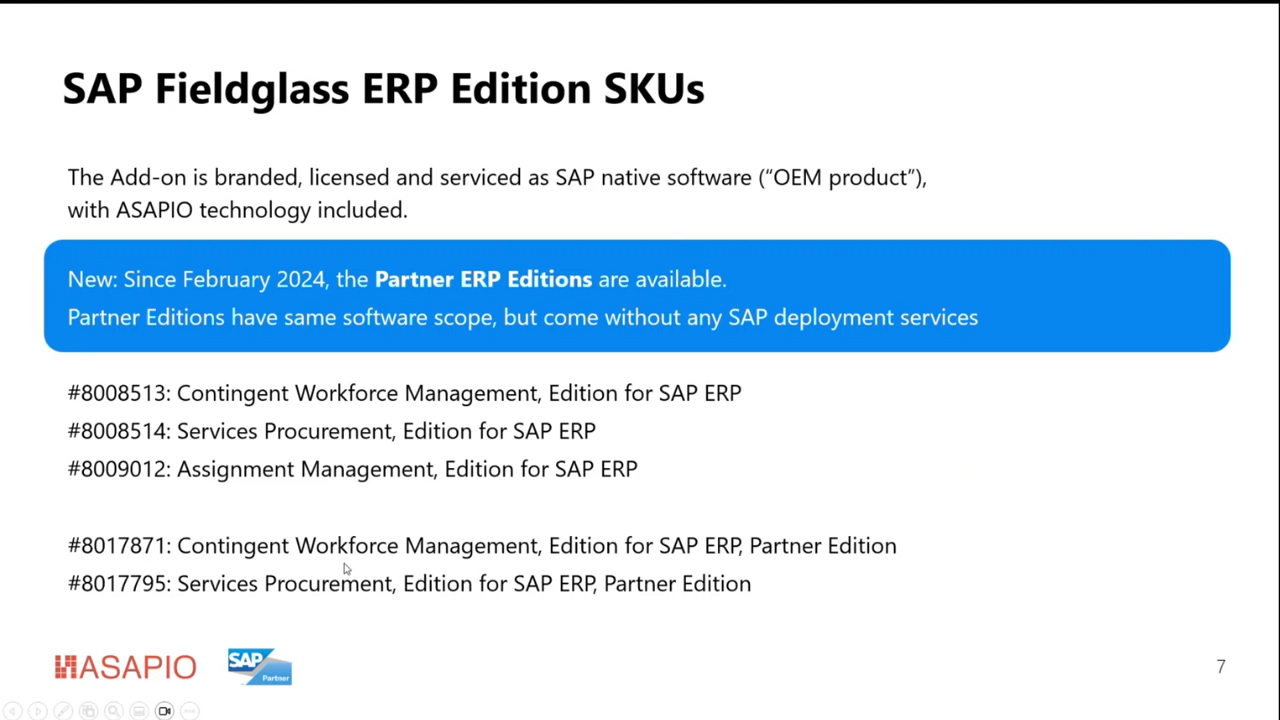 SAP Fieldglass ERP Edition SKUs
The Add-on is branded, licensed and serviced as SAP native software (“OEM product”),
with ASAPIO technology included.
New: Since February 2024, the Partner ERP Editions are available.
Partner Editions have same software scope, but come without any SAP deployment services
#8008513: Contingent Workforce Management, Edition for SAP ERP
#8008514: Services Procurement, Edition for SAP ERP
#8009012: Assignment Management, Edition for SAP ERP
#8017871: Contingent Workforce Management, Edition for SAP ERP, Partner Edition
#8017795: Services Procurement, Edition for SAP ERP, Partner Edition
ASAPIO
SAP
Partner
7